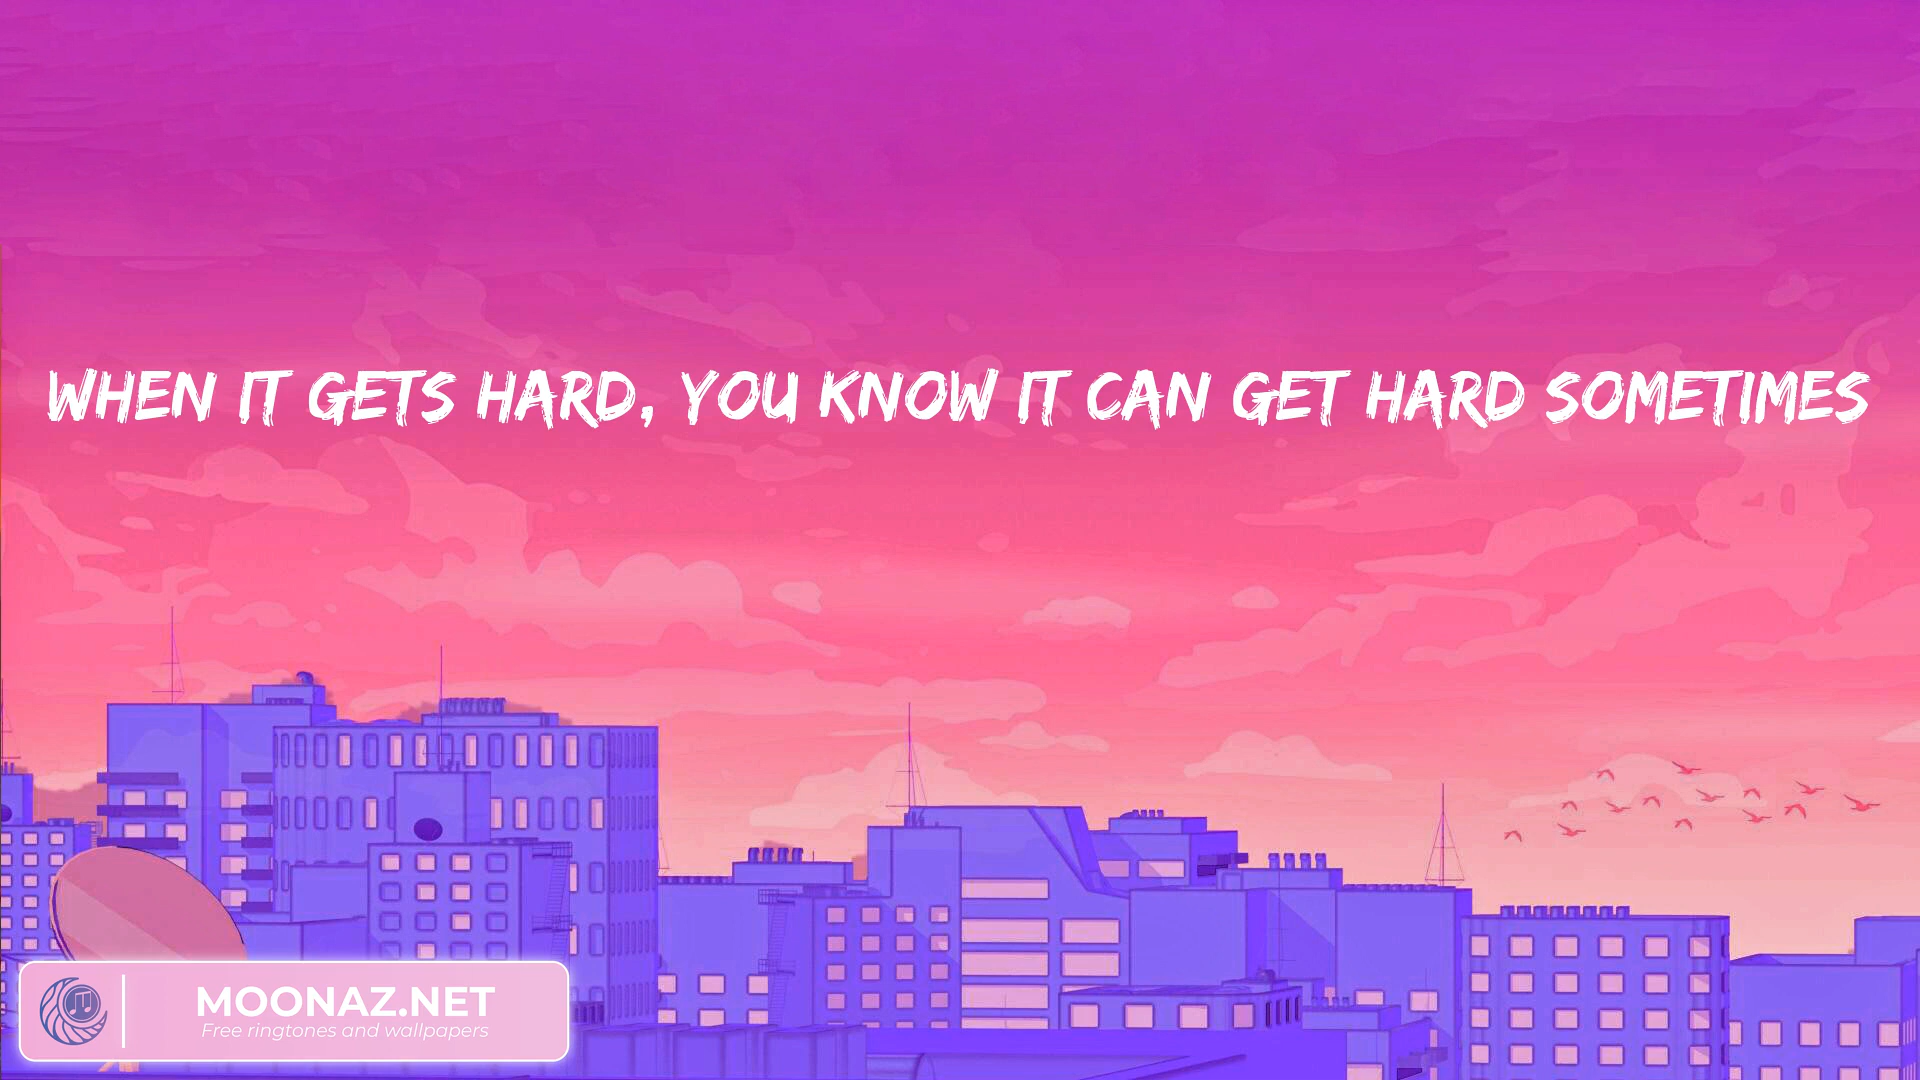 WHEN IT GETS HARD, YOU KNOW IT CAN GET HARD SOMETIMES
MOONAZ.NET
Free ringtones and wallpapers